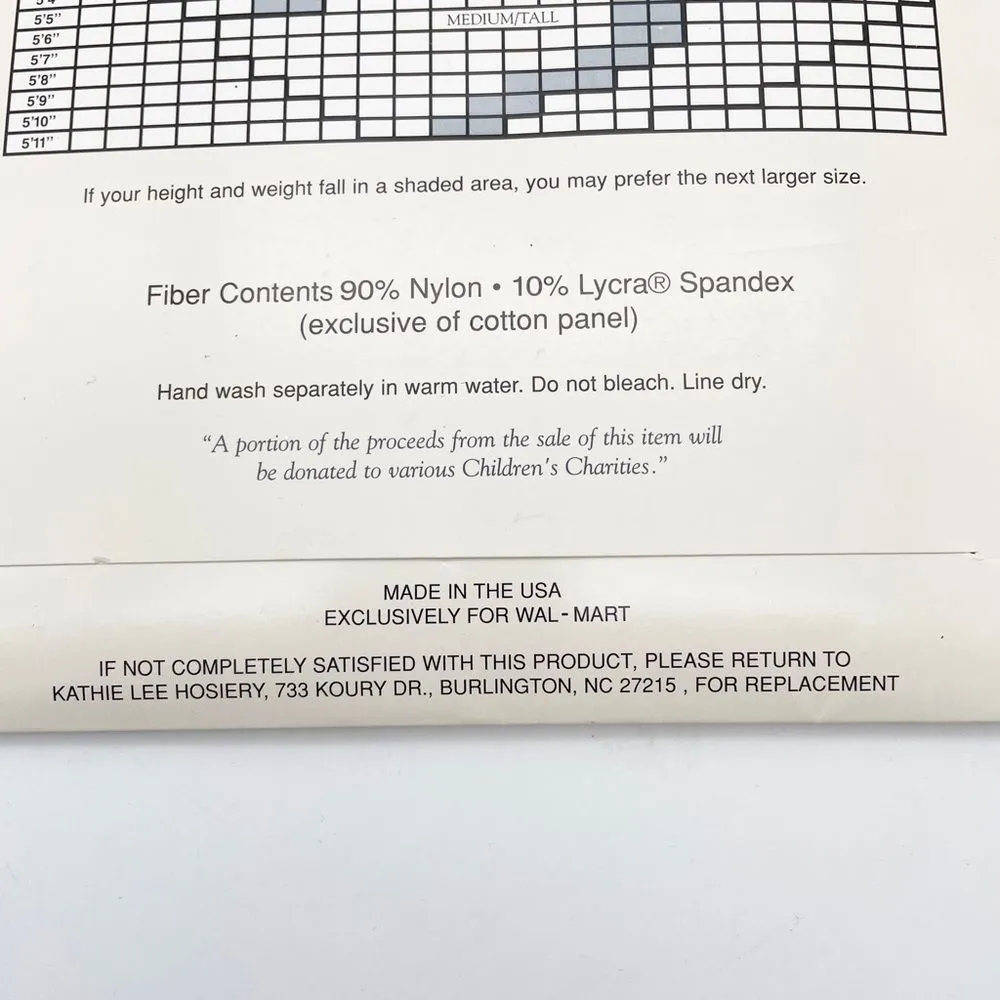 5'4"
5'5" MEDIUM/TALL
5'6"
5'7"
5'8"
5'9"
5'10"
5'11"
If your height and weight fall in a shaded area, you may prefer the next larger size.
Fiber Contents 90% Nylon • 10% Lycra® Spandex
(exclusive of cotton panel)
Hand wash separately in warm water. Do not bleach. Line dry.
“A portion of the proceeds from the sale of this item will
be donated to various Children's Charities.”
MADE IN THE USA
EXCLUSIVELY FOR WAL-MART
IF NOT COMPLETELY SATISFIED WITH THIS PRODUCT, PLEASE RETURN TO
KATHIE LEE HOSIERY, 733 KOURY DR., BURLINGTON, NC 27215 , FOR REPLACEMENT